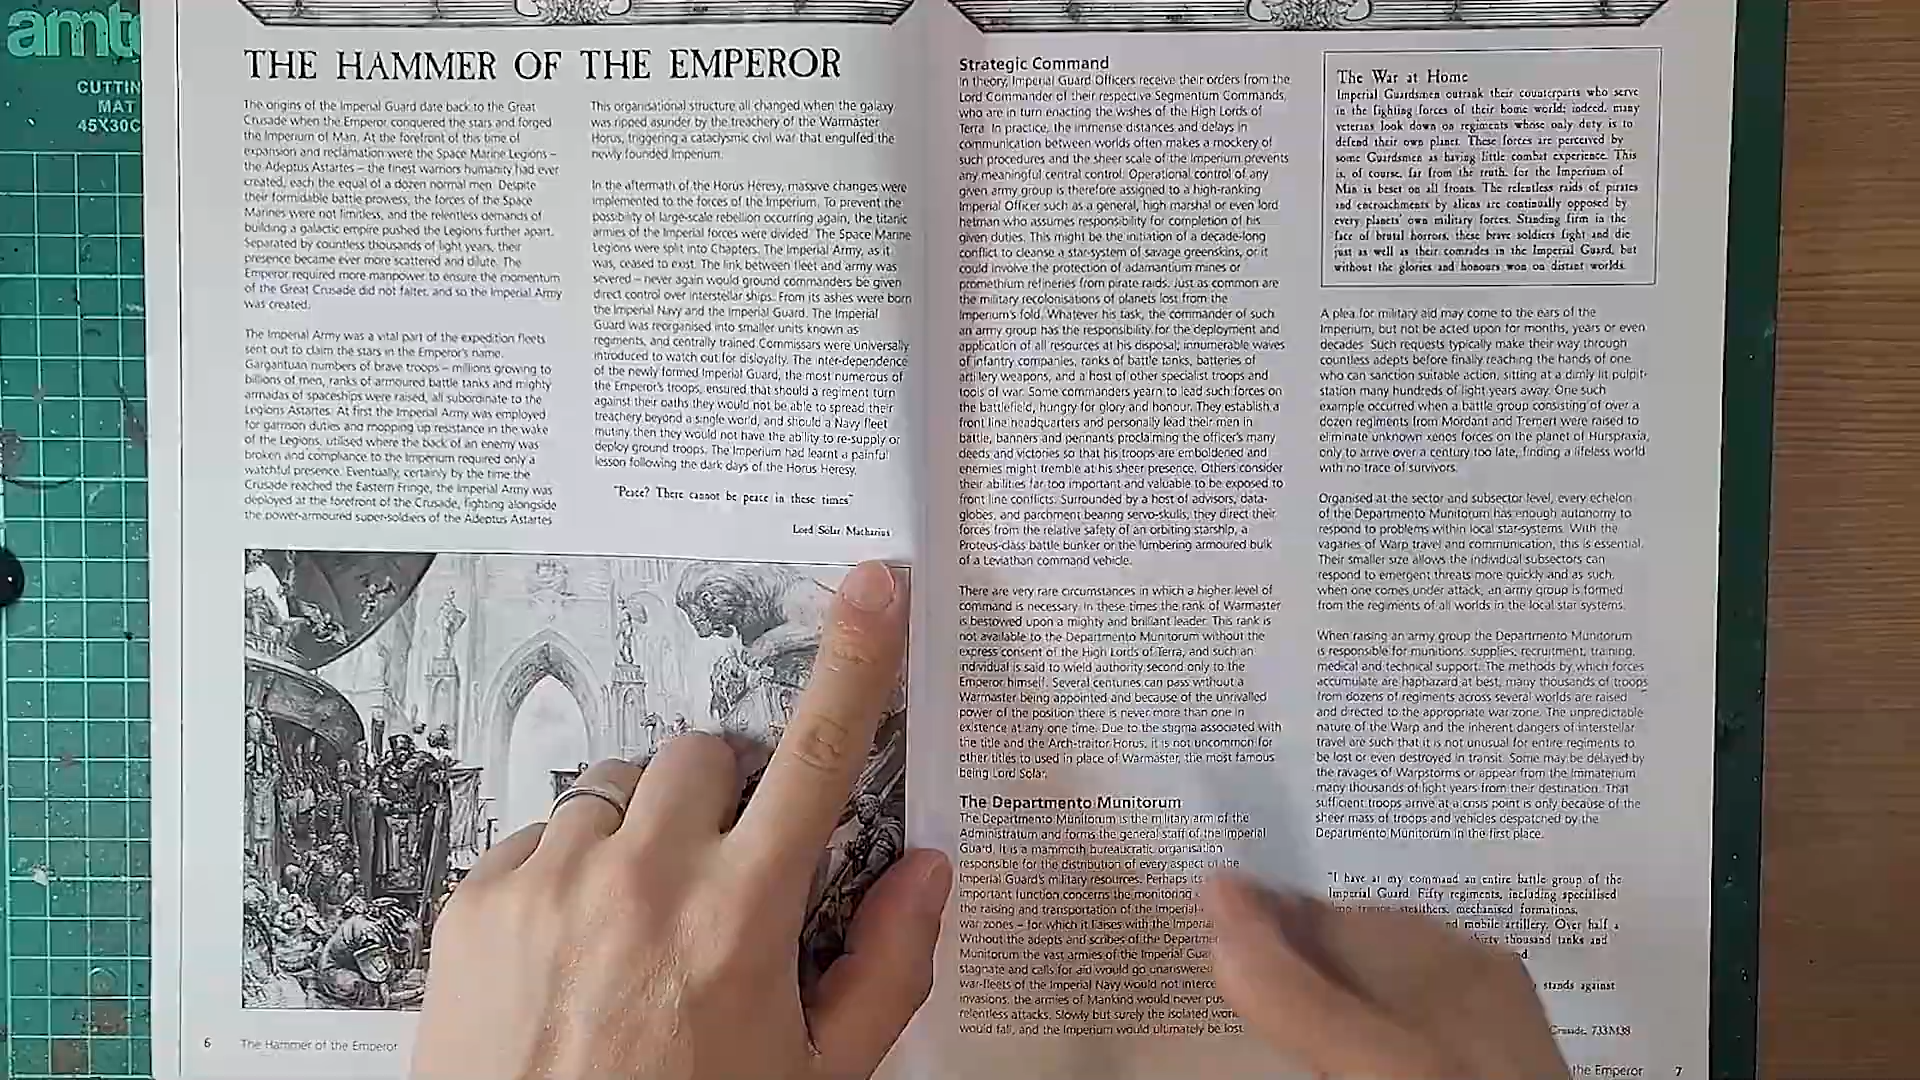 amt
CUTTING
MAT
45X30C
THE HAMMER OF THE EMPEROR
The origins of the Imperial Guard date back to the Great
Crusade when the Emperor conquered the stars and forged
the Imperium of Man. At the forefront of this time of
expansion and reclamation were the Space Marine Legions –
the Adeptus Astartes – the finest warriors humanity had ever
created, each the equal of a dozen normal men. Despite
their formidable battle prowess, the forces of the Space
Marines were not limitless, and the relentless demands of
building a galactic empire pushed the Legions further apart.
Separated by countless thousands of light years, their
presence became ever more scattered and dilute. The
Emperor required more manpower to ensure the momentum
of the Great Crusade did not falter, and so the Imperial Army
was created.
The Imperial Army was a vital part of the expedition fleets
sent out to claim the stars in the Emperor's name.
Gargantuan numbers of brave troops – millions growing to
billions of men, ranks of armoured battle tanks and mighty
armadas of spaceships were raised, all subordinate to the
Legions Astartes. At first the Imperial Army was employed
for garrison duties and mopping up resistance in the wake
of the Legions, utilised where the back of an enemy was
broken and compliance to the Imperium required only a
watchful presence. Eventually, certainly by the time the
Crusade reached the Eastern Fringe, the Imperial Army was
deployed at the forefront of the Crusade, fighting alongside
the power-armoured super-soldiers of the Adeptus Astartes
This organisational structure all changed when the galaxy
was ripped asunder by the treachery of the Warmaster
Horus, triggering a cataclysmic civil war that engulfed the
newly founded Imperium.
In the aftermath of the Horus Heresy, massive changes were
implemented to the forces of the Imperium. To prevent the
possibility of large-scale rebellion occurring again, the titanic
armies of the Imperial forces were divided. The Space Marine
Legions were split into Chapters. The Imperial Army, as it
was, ceased to exist. The link between fleet and army was
severed – never again would ground commanders be given
direct control over interstellar ships. From its ashes were born
the Imperial Navy and the Imperial Guard. The Imperial
Guard was reorganised into smaller units known as
regiments, and centrally trained Commissars were universally
introduced to watch out for disloyalty. The inter-dependence
of the newly formed Imperial Guard, the most numerous of
the Emperor's troops, ensured that should a regiment turn
against their oaths they would not be able to spread their
treachery beyond a single world, and should a Navy fleet
mutiny then they would not have the ability to re-supply or
deploy ground troops. The Imperium had learnt a painful
lesson following the dark days of the Horus Heresy.
"Peace? There cannot be peace in these times"
Lord Solar Macharius
6 The Hammer of the Emperor
Strategic Command
In theory, Imperial Guard Officers receive their orders from the
Lord Commander of their respective Segmentum Commands,
who are in turn enacting the wishes of the High Lords of
Terra. In practice, the immense distances and delays in
communication between worlds often makes a mockery of
such procedures and the sheer scale of the Imperium prevents
any meaningful central control. Operational control of any
given army group is therefore assigned to a high-ranking
Imperial Officer such as a general, high marshal or even lord
hetman who assumes responsibility for completion of his
given duties. This might be the initiation of a decade-long
conflict to cleanse a star-system of savage greenskins, or it
could involve the protection of adamantium mines or
promethium refineries from pirate raids. Just as common are
the military recolonisations of planets lost from the
Imperium's fold. Whatever his task, the commander of such
an army group has the responsibility for the deployment and
application of all resources at his disposal; innumerable waves
of infantry companies, ranks of battle tanks, batteries of
artillery weapons, and a host of other specialist troops and
tools of war. Some commanders yearn to lead such forces on
the battlefield, hungry for glory and honour. They establish a
front line headquarters and personally lead their men in
battle, banners and pennants proclaiming the officer's many
deeds and victories so that his troops are emboldened and
enemies might tremble at his sheer presence. Others consider
their abilities far too important and valuable to be exposed to
front line conflicts. Surrounded by a host of advisors, data-
globes, and parchment bearing servo-skulls, they direct their
forces from the relative safety of an orbiting starship, a
Proteus-class battle bunker or the lumbering armoured bulk
of a Leviathan command vehicle.
There are very rare circumstances in which a higher level of
command is necessary. In these times the rank of Warmaster
is bestowed upon a mighty and brilliant leader. This rank is
not available to the Departmento Munitorum without the
express consent of the High Lords of Terra, and such an
individual is said to wield authority second only to the
Emperor himself. Several centuries can pass without a
Warmaster being appointed and because of the unrivalled
power of the position there is never more than one in
existence at any one time. Due to the stigma associated with
the title and the Arch-traitor Horus, it is not uncommon for
other titles to used in place of Warmaster, the most famous
being Lord Solar.
The Departmento Munitorum
The Departmento Munitorum is the military arm of the
Administratum and forms the general staff of the Imperial
Guard. It is a mammoth bureaucratic organisation
responsible for the distribution of every aspect of the
Imperial Guard's military resources. Perhaps its
important function concerns the monitoring
the raising and transportation of the Imperial
war zones – for which it liaises with the Imperial
Without the adepts and scribes of the Departme
Munitorum the vast armies of the Imperial Guar
stagnate and calls for aid would go unanswered
war-fleets of the Imperial Navy would not interce
invasions, the armies of Mankind would never pus
relentless attacks. Slowly but surely the isolated worl
would fall, and the Imperium would ultimately be lost.
The War at Home
Imperial Guardsmen outrank their counterparts who serve
in the fighting forces of their home world; indeed, many
veterans look down on regiments whose only duty is to
defend their own planet. These forces are perceived by
some Guardsmen as having little combat experience. This
is, of course, far from the truth, for the Imperium of
Man is beset on all fronts. The relentless raids of pirates
and encroachments by aliens are continually opposed by
every planets' own military forces. Standing firm in the
face of brutal horrors, these brave soldiers fight and die
just as well as their comrades in the Imperial Guard, but
without the glories and honours won on distant worlds.
A plea for military aid may come to the ears of the
Imperium, but not be acted upon for months, years or even
decades. Such requests typically make their way through
countless adepts before finally reaching the hands of one
who can sanction suitable action, sitting at a dimly lit pulpit-
station many hundreds of light years away. One such
example occurred when a battle group consisting of over a
dozen regiments from Mordant and Tremert were raised to
eliminate unknown xenos forces on the planet of Hurspraxia,
only to arrive over a century too late, finding a lifeless world
with no trace of survivors.
Organised at the sector and subsector level, every echelon
of the Departmento Munitorum has enough autonomy to
respond to problems within local star-systems. With the
vagaries of Warp travel and communication, this is essential.
Their smaller size allows the individual subsectors can
respond to emergent threats more quickly and as such,
when one comes under attack, an army group is formed
from the regiments of all worlds in the local star systems.
When raising an army group the Departmento Munitorum
is responsible for munitions, supplies, recruitment, training,
medical and technical support. The methods by which forces
accumulate are haphazard at best; many thousands of troops
from dozens of regiments across several worlds are raised
and directed to the appropriate war zone. The unpredictable
nature of the Warp and the inherent dangers of interstellar
travel are such that it is not unusual for entire regiments to
be lost or even destroyed in transit. Some may be delayed by
the ravages of Warpstorms or appear from the Immaterium
many thousands of light years from their destination. That
sufficient troops arrive at a crisis point is only because of the
sheer mass of troops and vehicles despatched by the
Departmento Munitorum in the first place.
"I have at my command an entire battle group of the
Imperial Guard. Fifty regiments, including specialised
stealthers, mechanised formations,
and mobile artillery. Over half a
thirty thousand tanks and
stands against
Crusade, 733M38
the Emperor 7